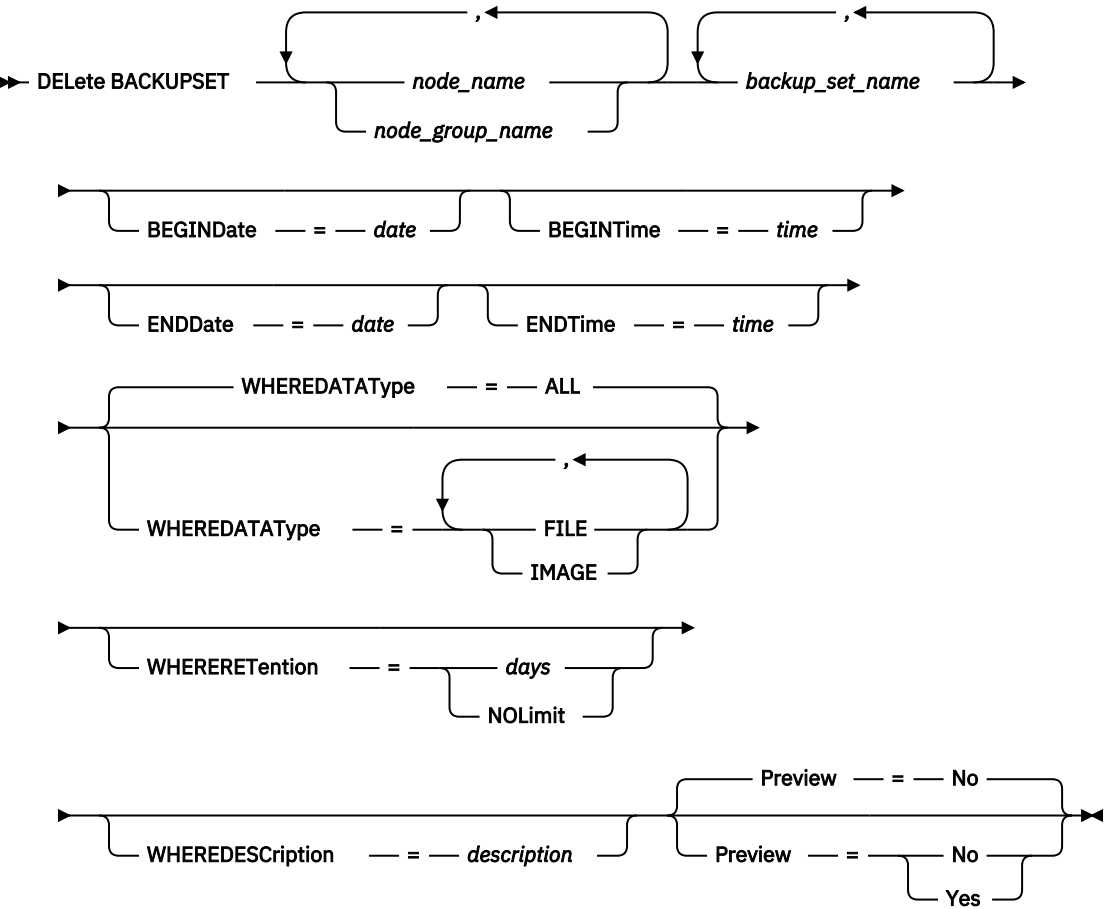 , ,
DELete BACKUPSET node_name backup_set_name
node_group_name
BEGINDate = date BEGINTime = time
ENDDate = date ENDTime = time
WHEREDATAType = ALL
,
WHEREDATAType = FILE
IMAGE
WHERERETention = days
NOLimit
Preview = No
WHEREDESCription = description Preview = No
Yes